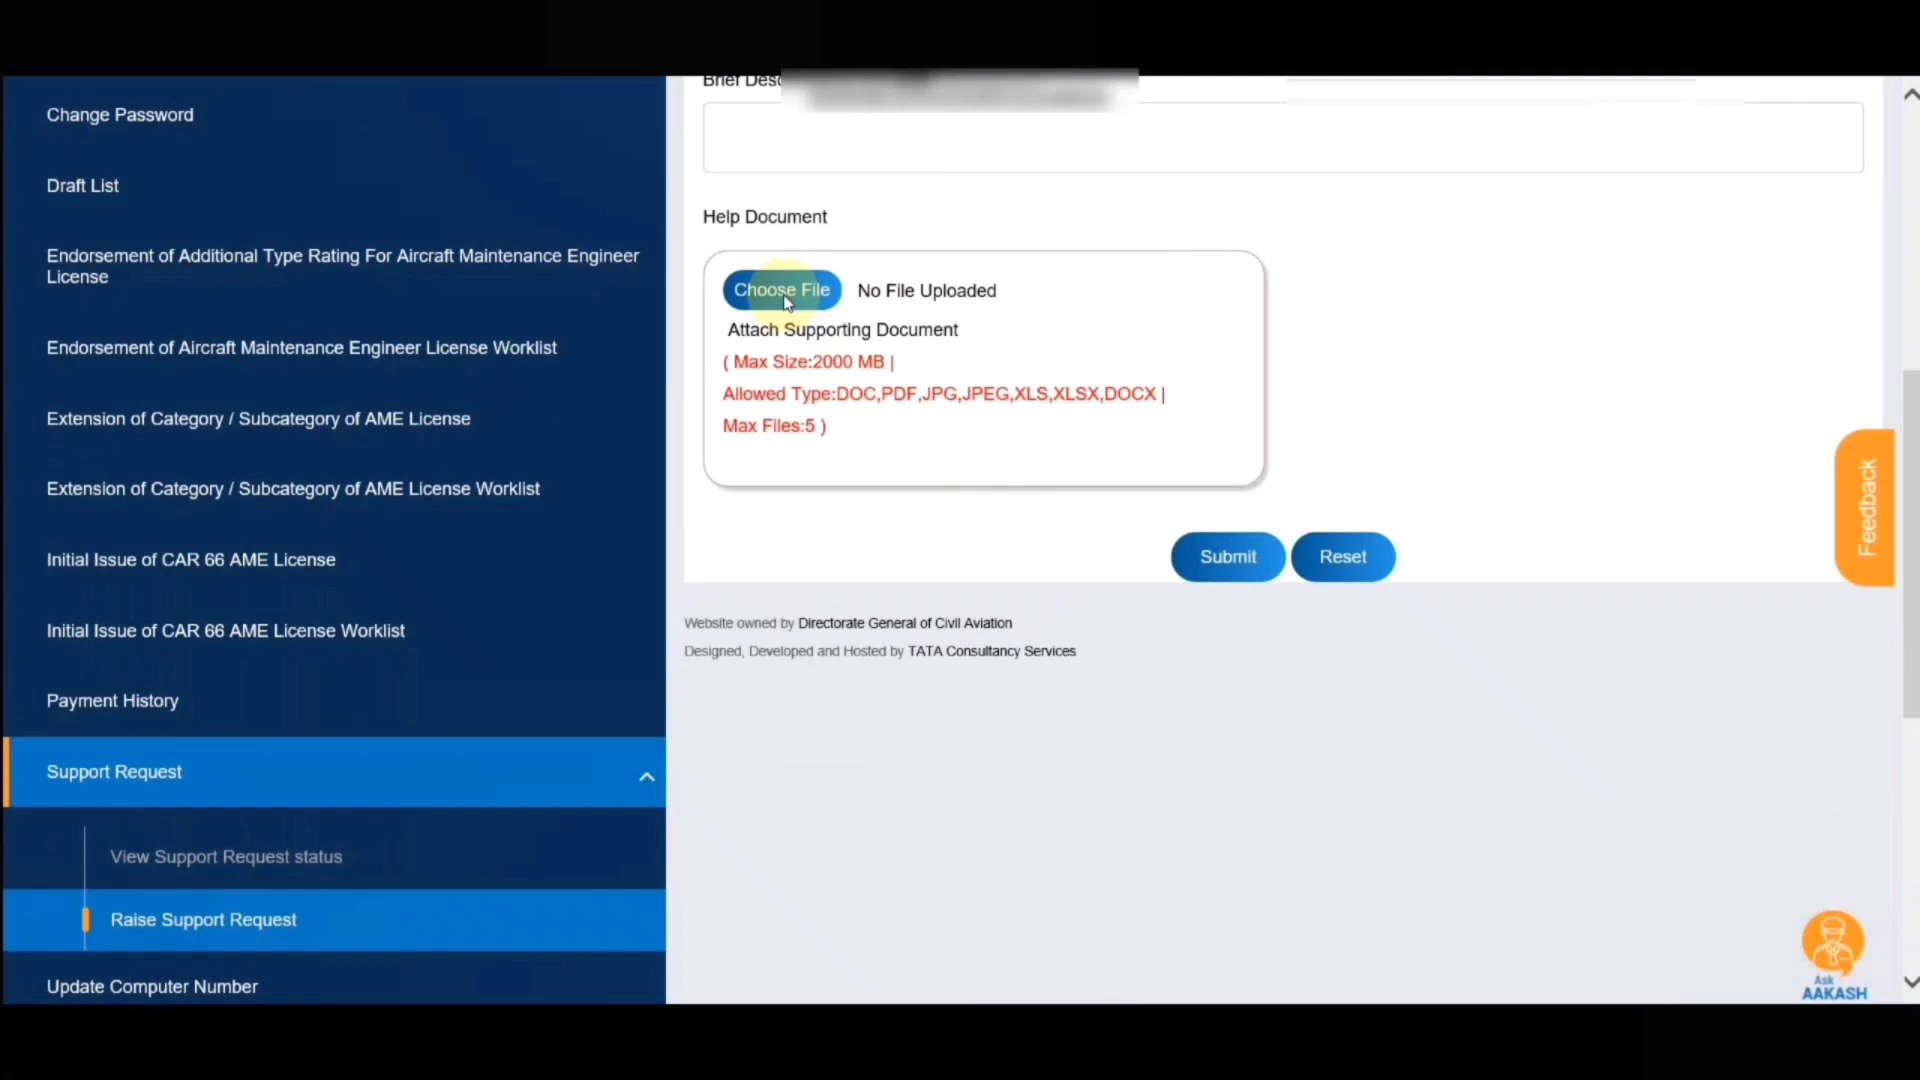 Change Password
Draft List
Endorsement of Additional Type Rating For Aircraft Maintenance Engineer
License
Endorsement of Aircraft Maintenance Engineer License Worklist
Extension of Category / Subcategory of AME License
Extension of Category / Subcategory of AME License Worklist
Initial Issue of CAR 66 AME License
Initial Issue of CAR 66 AME License Worklist
Payment History
Support Request
View Support Request status
Raise Support Request
Update Computer Number
Brief
Help Document
Choose File No File Uploaded
Attach Supporting Document
( Max Size:2000 MB |
Allowed Type:DOC,PDF,JPG,JPEG,XLS,XLSX,DOCX |
Max Files:5 )
Submit Reset
Website owned by Directorate General of Civil Aviation
Designed, Developed and Hosted by TATA Consultancy Services
Feedback
Ask
AAKASH